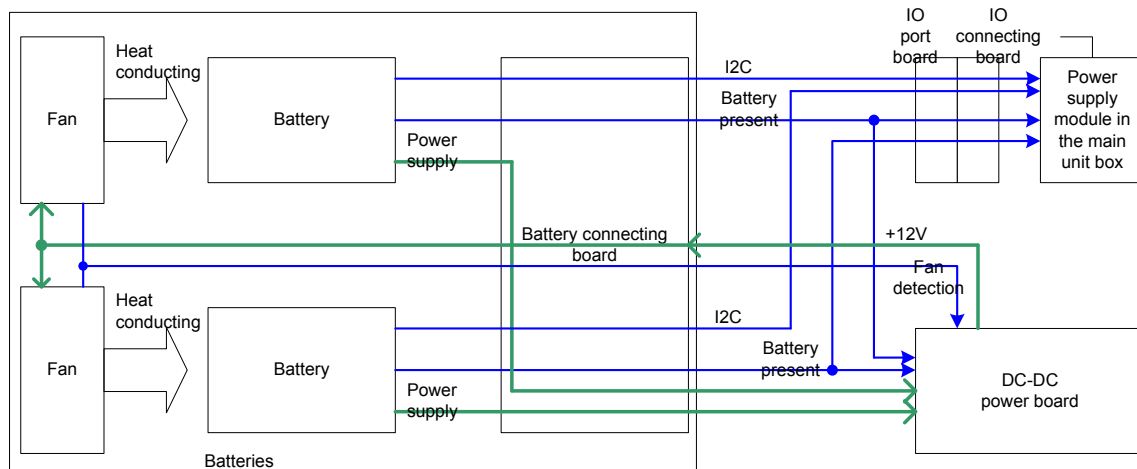 IO
port
board
IO
connecting
board
Heat
conducting
Fan
Battery
I2C
Battery
present
Power
supply
Power
supply
module in
the main
unit box
Battery connecting
board
+12V
Fan
detection
Heat
conducting
Fan
Battery
I2C
Battery
present
Power
supply
DC-DC
power board
Batteries